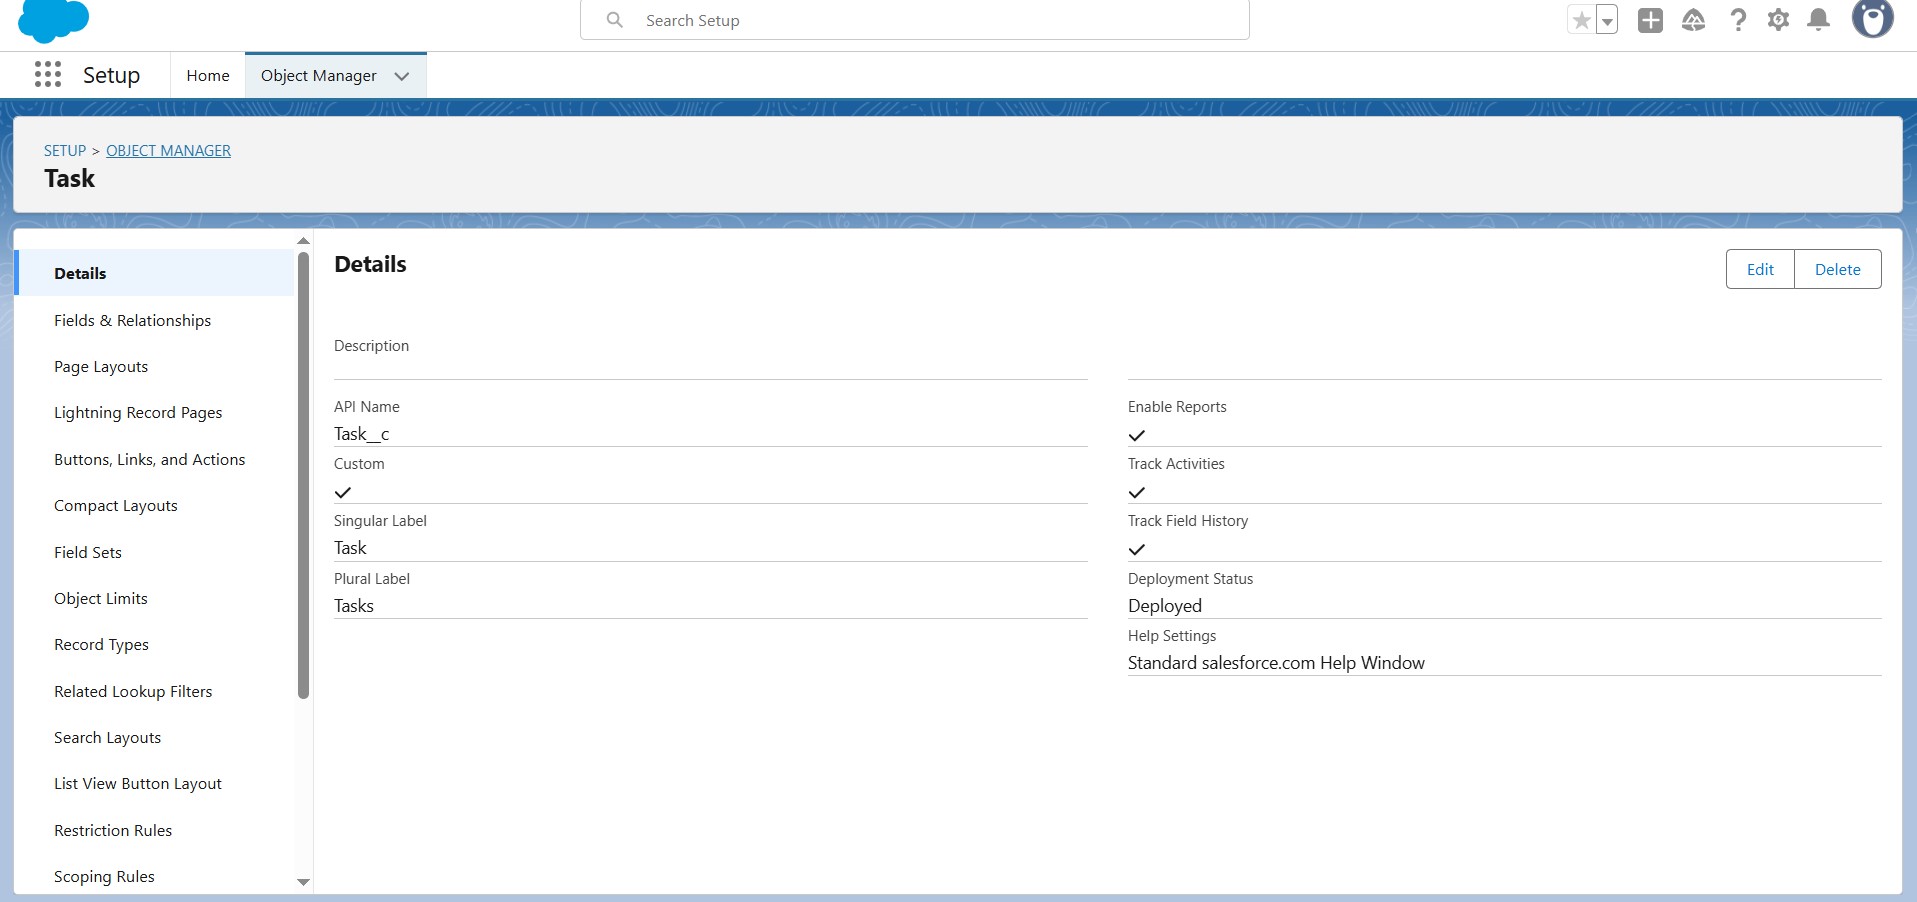 Search Setup
Setup
Home
Object Manager
SETUP > OBJECT MANAGER
Task
Details
Fields & Relationships
Page Layouts
Lightning Record Pages
Buttons, Links, and Actions
Compact Layouts
Field Sets
Object Limits
Record Types
Related Lookup Filters
Search Layouts
List View Button Layout
Restriction Rules
Scoping Rules
Details
Edit
Delete
Description
API Name
Task__c
Custom
Singular Label
Task
Plural Label
Tasks
Enable Reports
Track Activities
Track Field History
Deployment Status
Deployed
Help Settings
Standard salesforce.com Help Window